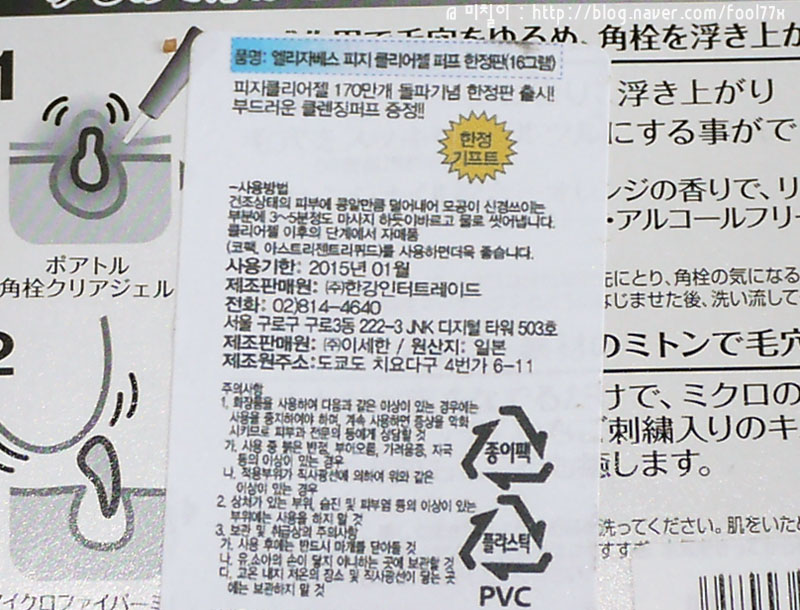 @ 미칠이 : http://blog.naver.com/fool77x
で毛穴をゆるめ、角栓を浮き上が
1
浮き上がり
にする事がで
ンジの香りで、リ
・アルコールフリー
ポアトル
角栓クリアジェル
先にとり、角栓の気になる
なじませた後、洗い流して
2
のミトンで毛穴
けで、ミクロの
刺繍入りのキ
します。
洗ってください。肌をいため
マイクロファイバーミ
품명: 엘리자베스 피지 클리어젤 퍼프 한정판(16그램)
피자클리어젤 170만개 돌파기념 한정판 출시!
부드러운 클렌징퍼프 증정!!
한정
기프트
-사용방법
건조상태의 피부에 콩알만큼 덜어내어 모공이 신경쓰이는
부분에 3~5분정도 마사지 하듯이바르고 물로 씻어냅니다.
클리어젤 이후의 단계에서 자매품
(코팩, 아스트리젠트리퀴드)를 사용하면더욱 좋습니다.
사용기한: 2015년 01월
제조판매원: ㈜한강인터트레이드
전화: 02)814-4640
서울 구로구 구로3동 222-3 JNK 디지털 타워 503호
제조판매원: ㈜이세한 / 원산지: 일본
제조원주소:도쿄도 치요다구 4번가 6-11
주의사항
1. 화장품을 사용하여 다음과 같은 이상이 있는 경우에는
사용을 중지하여야 하며, 계속 사용하면 증상을 악화
시키므로 피부과 전문의 등에게 상담할 것
가. 사용 중 붉은 반점, 부어오름, 가려움증, 자극
등의 이상이 있는 경우
나. 적용부위가 직사광선에 의하여 위와 같은
이상이 있는 경우
2. 상처가 있는 부위, 습진 및 피부염 등의 이상이 있는
부위에는 사용을 하지 말 것
3. 보관 및 취급상의 주의사항
가. 사용 후에는 반드시 마개를 닫아둘 것
나. 유.소아의 손이 닿지 아니하는 곳에 보관할 것
다. 고온 내지 저온의 장소 및 직사광선이 닿는 곳
에는 보관하지 말 것
종이팩
플라스틱
PVC